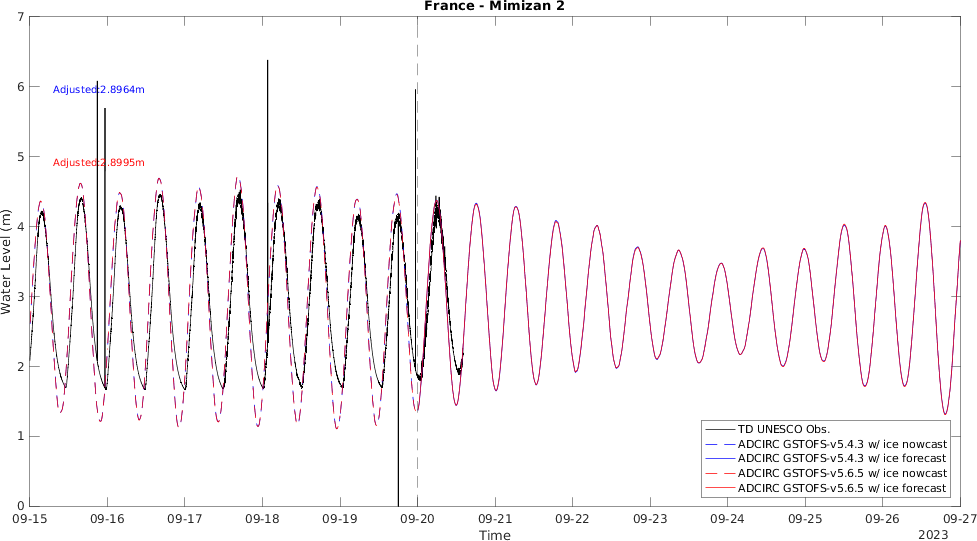 France - Mimizan 2
7
6
5
4
3
2
1
0
Water Level (m)
Adjusted:2.8964m
Adjusted:2.8995m
TD UNESCO Obs.
ADCIRC GSTOFS-v5.4.3 w/ ice nowcast
ADCIRC GSTOFS-v5.4.3 w/ ice forecast
ADCIRC GSTOFS-v5.6.5 w/ ice nowcast
ADCIRC GSTOFS-v5.6.5 w/ ice forecast
09-15 09-16 09-17 09-18 09-19 09-20 09-21 09-22 09-23 09-24 09-25 09-26 09-27
Time
2023